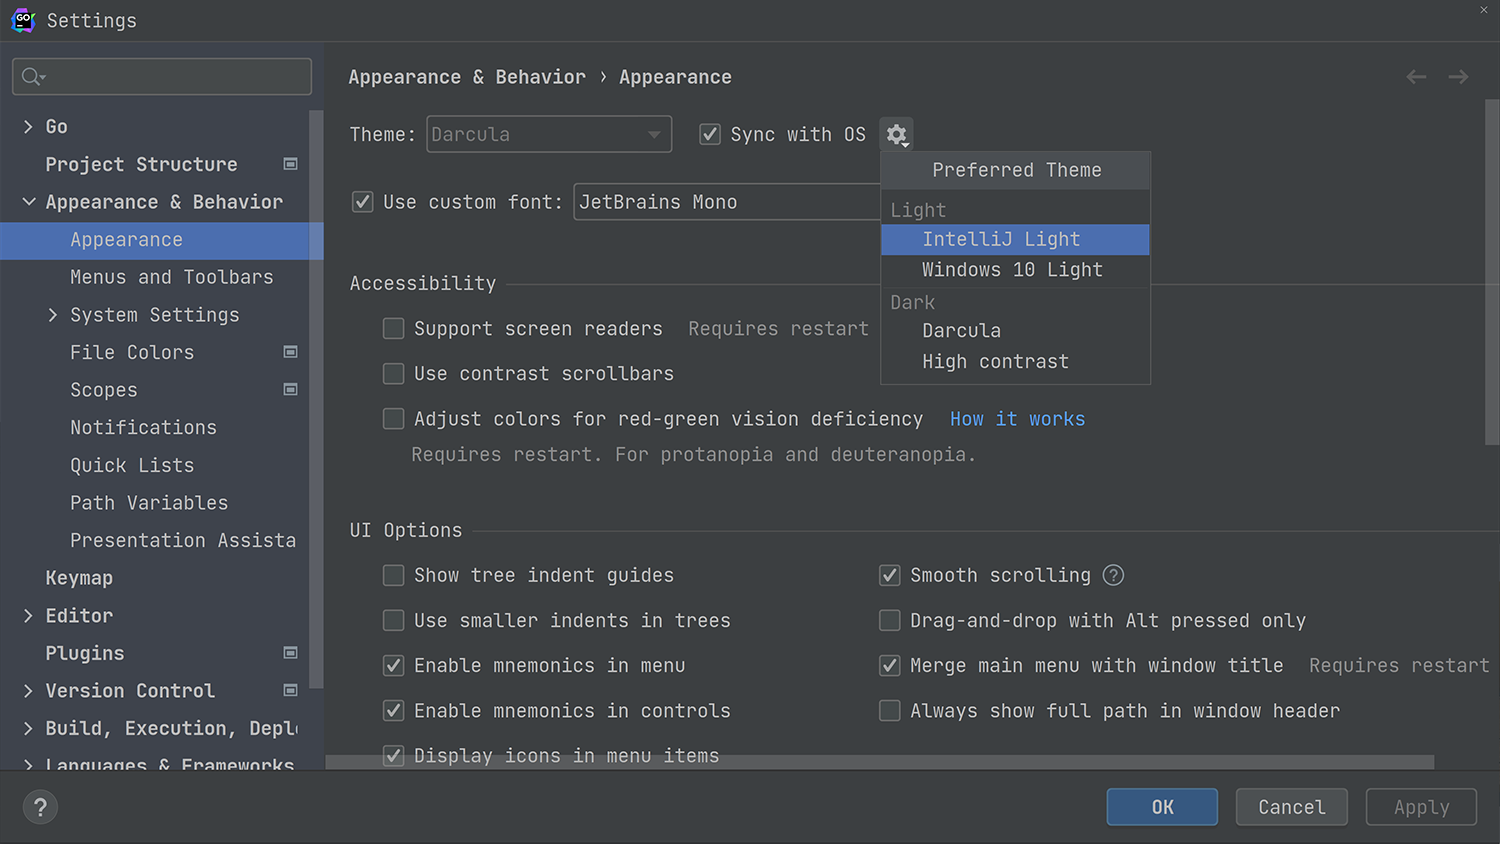 GO
Settings
Go
Project Structure
Appearance & Behavior
Appearance
Menus and Toolbars
System Settings
File Colors
Scopes
Notifications
Quick Lists
Path Variables
Presentation Assista
Keymap
Editor
Plugins
Version Control
Build, Execution, Depl
Languages & Frameworks
Appearance & Behavior › Appearance
Theme: Darcula Sync with OS
Use custom font: JetBrains Mono
Preferred Theme
Light
IntelliJ Light
Windows 10 Light
Dark
Darcula
High contrast
Accessibility
Support screen readers Requires restart
Use contrast scrollbars
Adjust colors for red-green vision deficiency How it works
Requires restart. For protanopia and deuteranopia.
UI Options
Show tree indent guides Smooth scrolling ?
Use smaller indents in trees Drag-and-drop with Alt pressed only
Enable mnemonics in menu Merge main menu with window title Requires restart
Enable mnemonics in controls Always show full path in window header
Display icons in menu items
? OK Cancel Apply